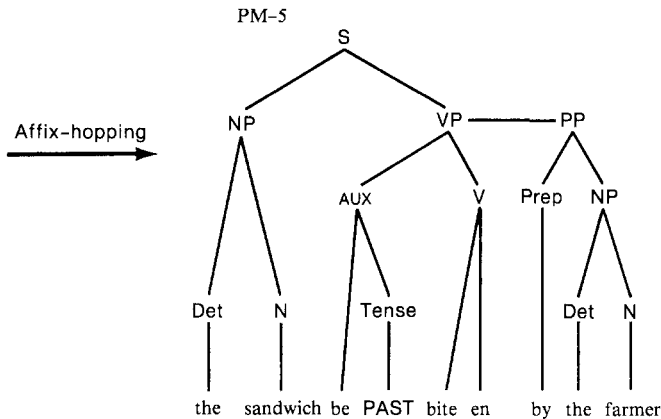 PM–5
S
Affix-hopping
NP VP PP
AUX V Prep NP
Det N Tense Det N
the sandwich be PAST bite en by the farmer